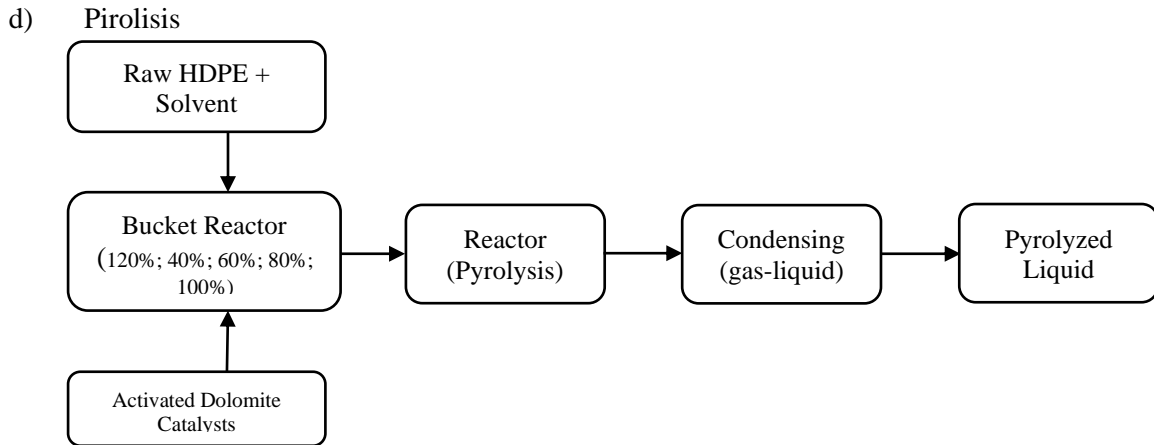 d) Pirolisis
Raw HDPE +
Solvent
Bucket Reactor
(120%; 40%; 60%; 80%;
100%)
Reactor
(Pyrolysis)
Condensing
(gas-liquid)
Pyrolyzed
Liquid
Activated Dolomite
Catalysts